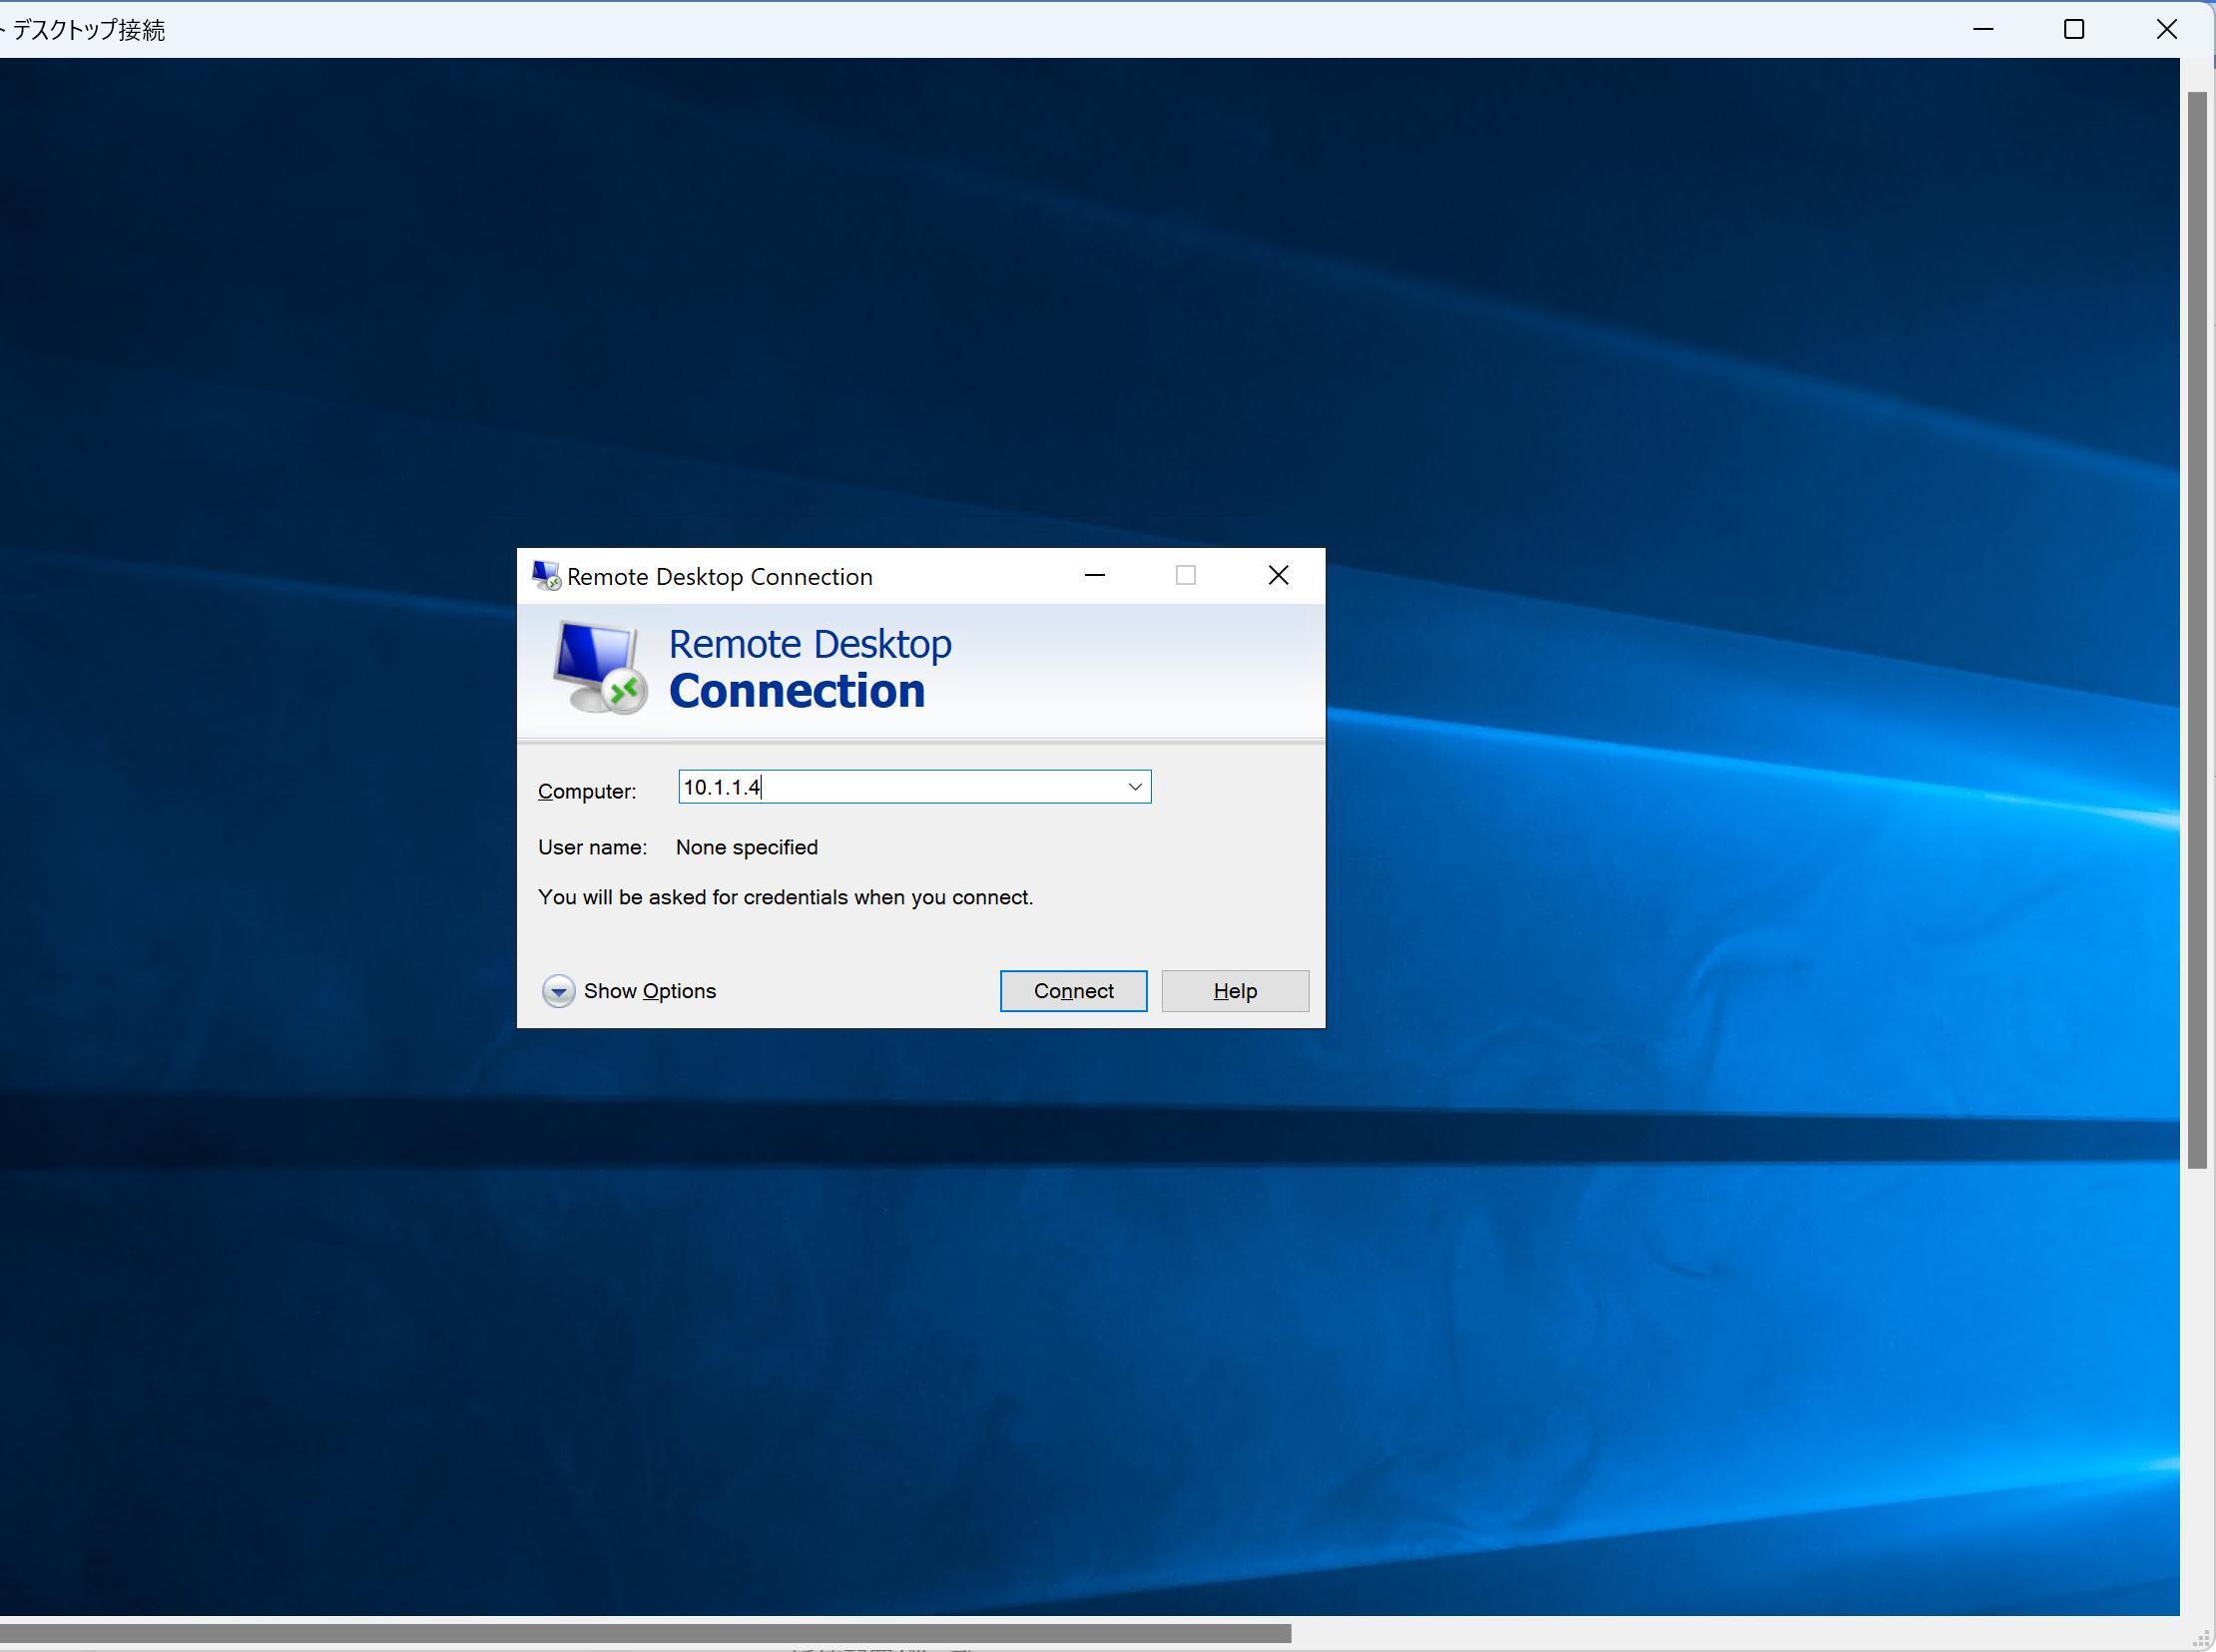 デスクトップ接続
Remote Desktop Connection
Remote Desktop
Connection
Computer: 10.1.1.4
User name: None specified
You will be asked for credentials when you connect.
Show Options
Connect
Help